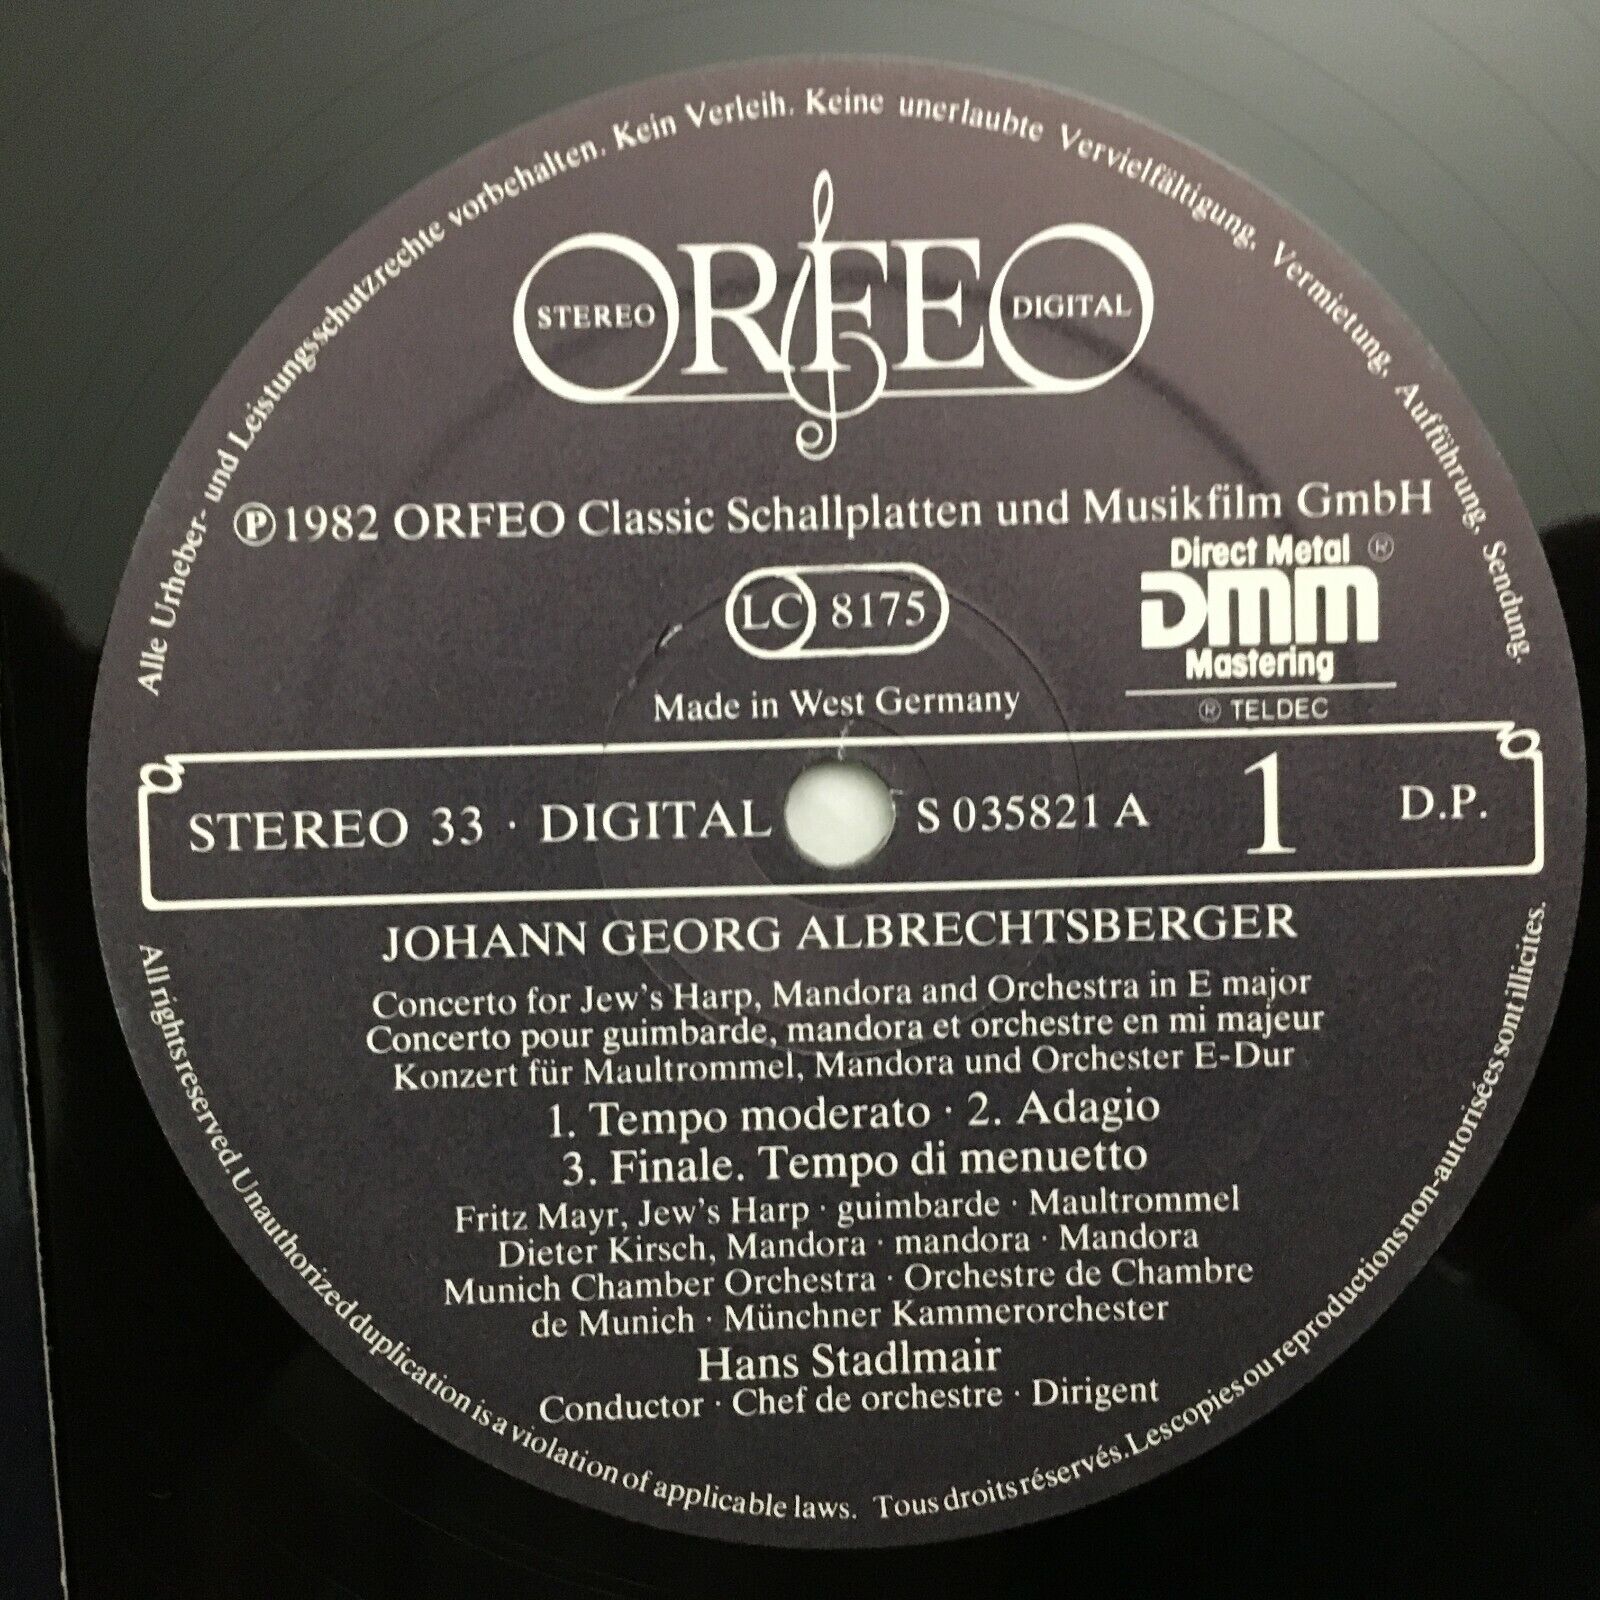 Alle Urheber- und Leistungsschutzrechte vorbehalten. Kein Verleih. Keine unerlaubte Vervielfältigung, Vermietung, Aufführung, Sendung.
ORFEO
STEREO
DIGITAL
Ⓟ 1982 ORFEO Classic Schallplatten und Musikfilm GmbH
LC 8175
Direct Metal ®
DMM
Mastering
® TELDEC
Made in West Germany
STEREO 33 · DIGITAL S 035821 A 1 D.P.
JOHANN GEORG ALBRECHTSBERGER
Concerto for Jew's Harp, Mandora and Orchestra in E major
Concerto pour guimbarde, mandora et orchestre en mi majeur
Konzert für Maultrommel, Mandora und Orchester E-Dur
1. Tempo moderato · 2. Adagio
3. Finale. Tempo di menuetto
Fritz Mayr, Jew's Harp · guimbarde · Maultrommel
Dieter Kirsch, Mandora · mandora · Mandora
Munich Chamber Orchestra · Orchestre de Chambre
de Munich · Münchner Kammerorchester
Hans Stadlmair
Conductor · Chef de orchestre · Dirigent
All rights reserved. Unauthorized duplication is a violation of applicable laws. Tous droits réservés. Les copies ou reproductions non-autorisées sont illicites.